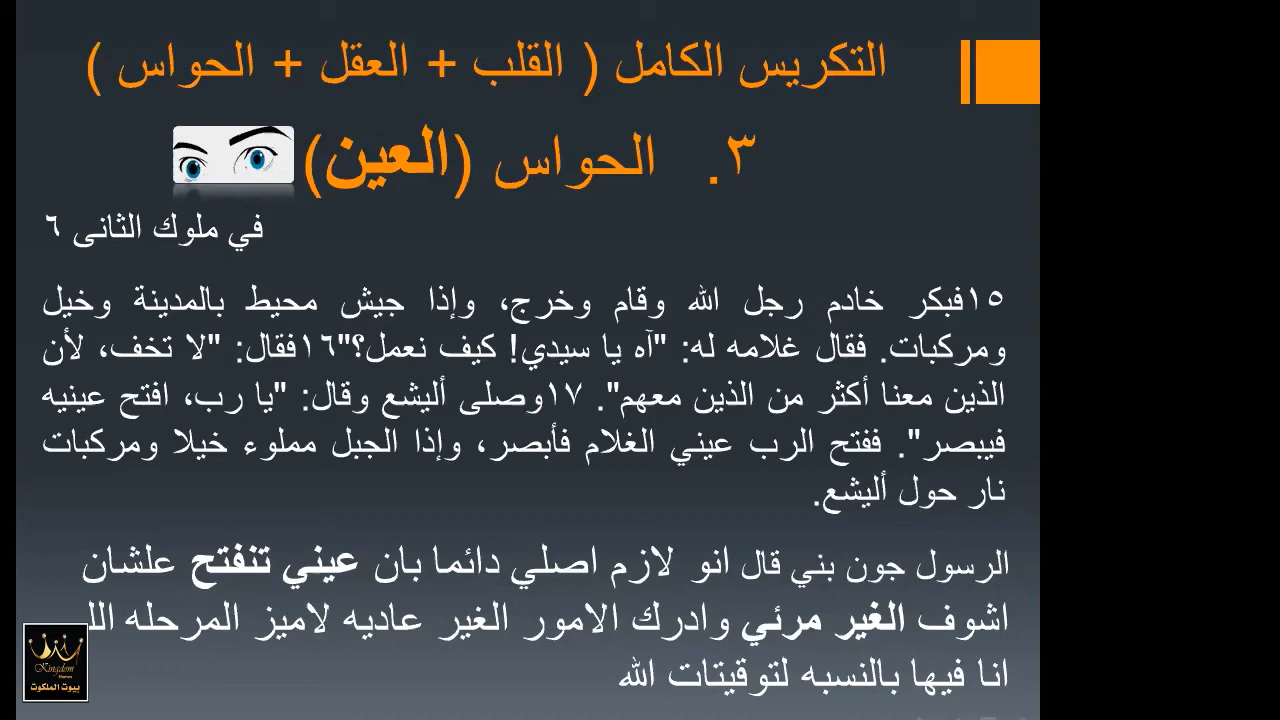 التكريس الكامل ( القلب + العقل + الحواس )
٣. الحواس (العين)
في ملوك الثانى ٦
١٥فبكر خادم رجل الله وقام وخرج، وإذا جيش محيط بالمدينة وخيل
ومركبات. فقال غلامه له: "آه يا سيدي! كيف نعمل؟"١٦فقال: "لا تخف، لأن
الذين معنا أكثر من الذين معهم". ١٧وصلى أليشع وقال: "يا رب، افتح عينيه
فيبصر". ففتح الرب عيني الغلام فأبصر، وإذا الجبل مملوء خيلا ومركبات
نار حول أليشع.
الرسول جون بني قال انو لازم اصلي دائما بان عيني تنفتح علشان
اشوف الغير مرئي وادرك الامور الغير عاديه لاميز المرحله
انا فيها بالنسبه لتوقيتات الله
Kingdom
Homes
بيوت الملكوت